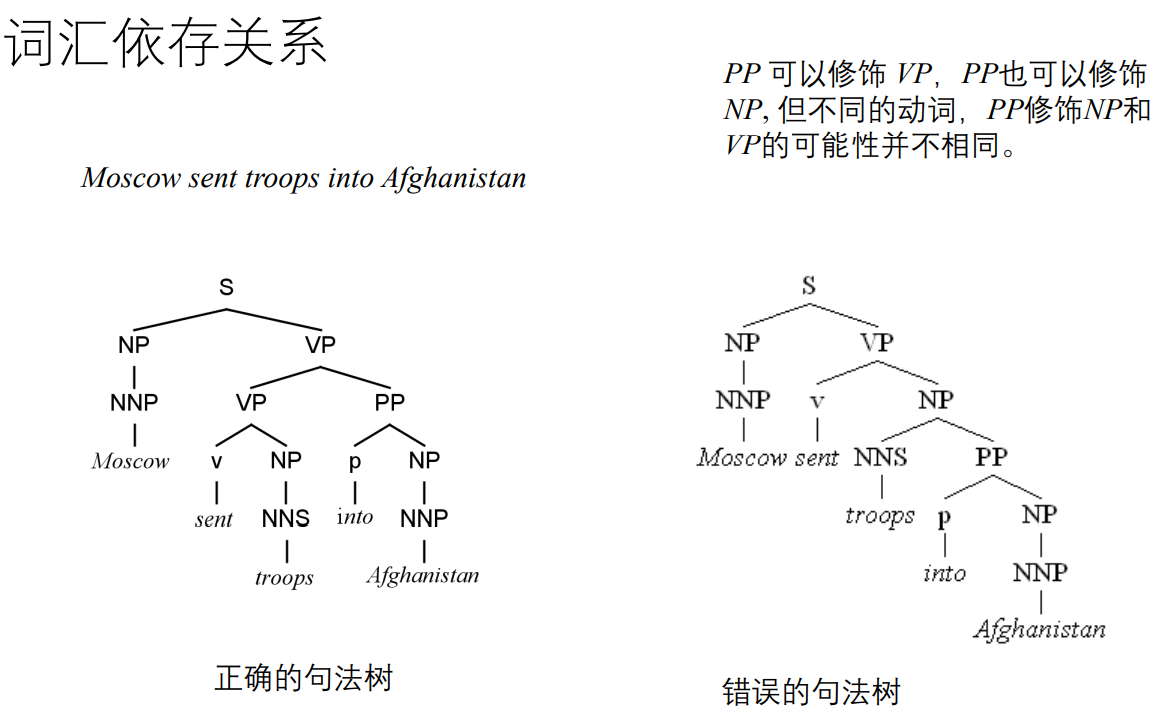 词汇依存关系
PP 可以修饰 VP，PP也可以修饰
NP, 但不同的动词，PP修饰NP和
VP的可能性并不相同。
Moscow sent troops into Afghanistan
S
NP VP
NNP VP PP
Moscow v NP p NP
sent NNS into NNP
troops Afghanistan
正确的句法树
S
NP VP
NNP v NP
Moscow sent NNS PP
troops p NP
into NNP
Afghanistan
错误的句法树